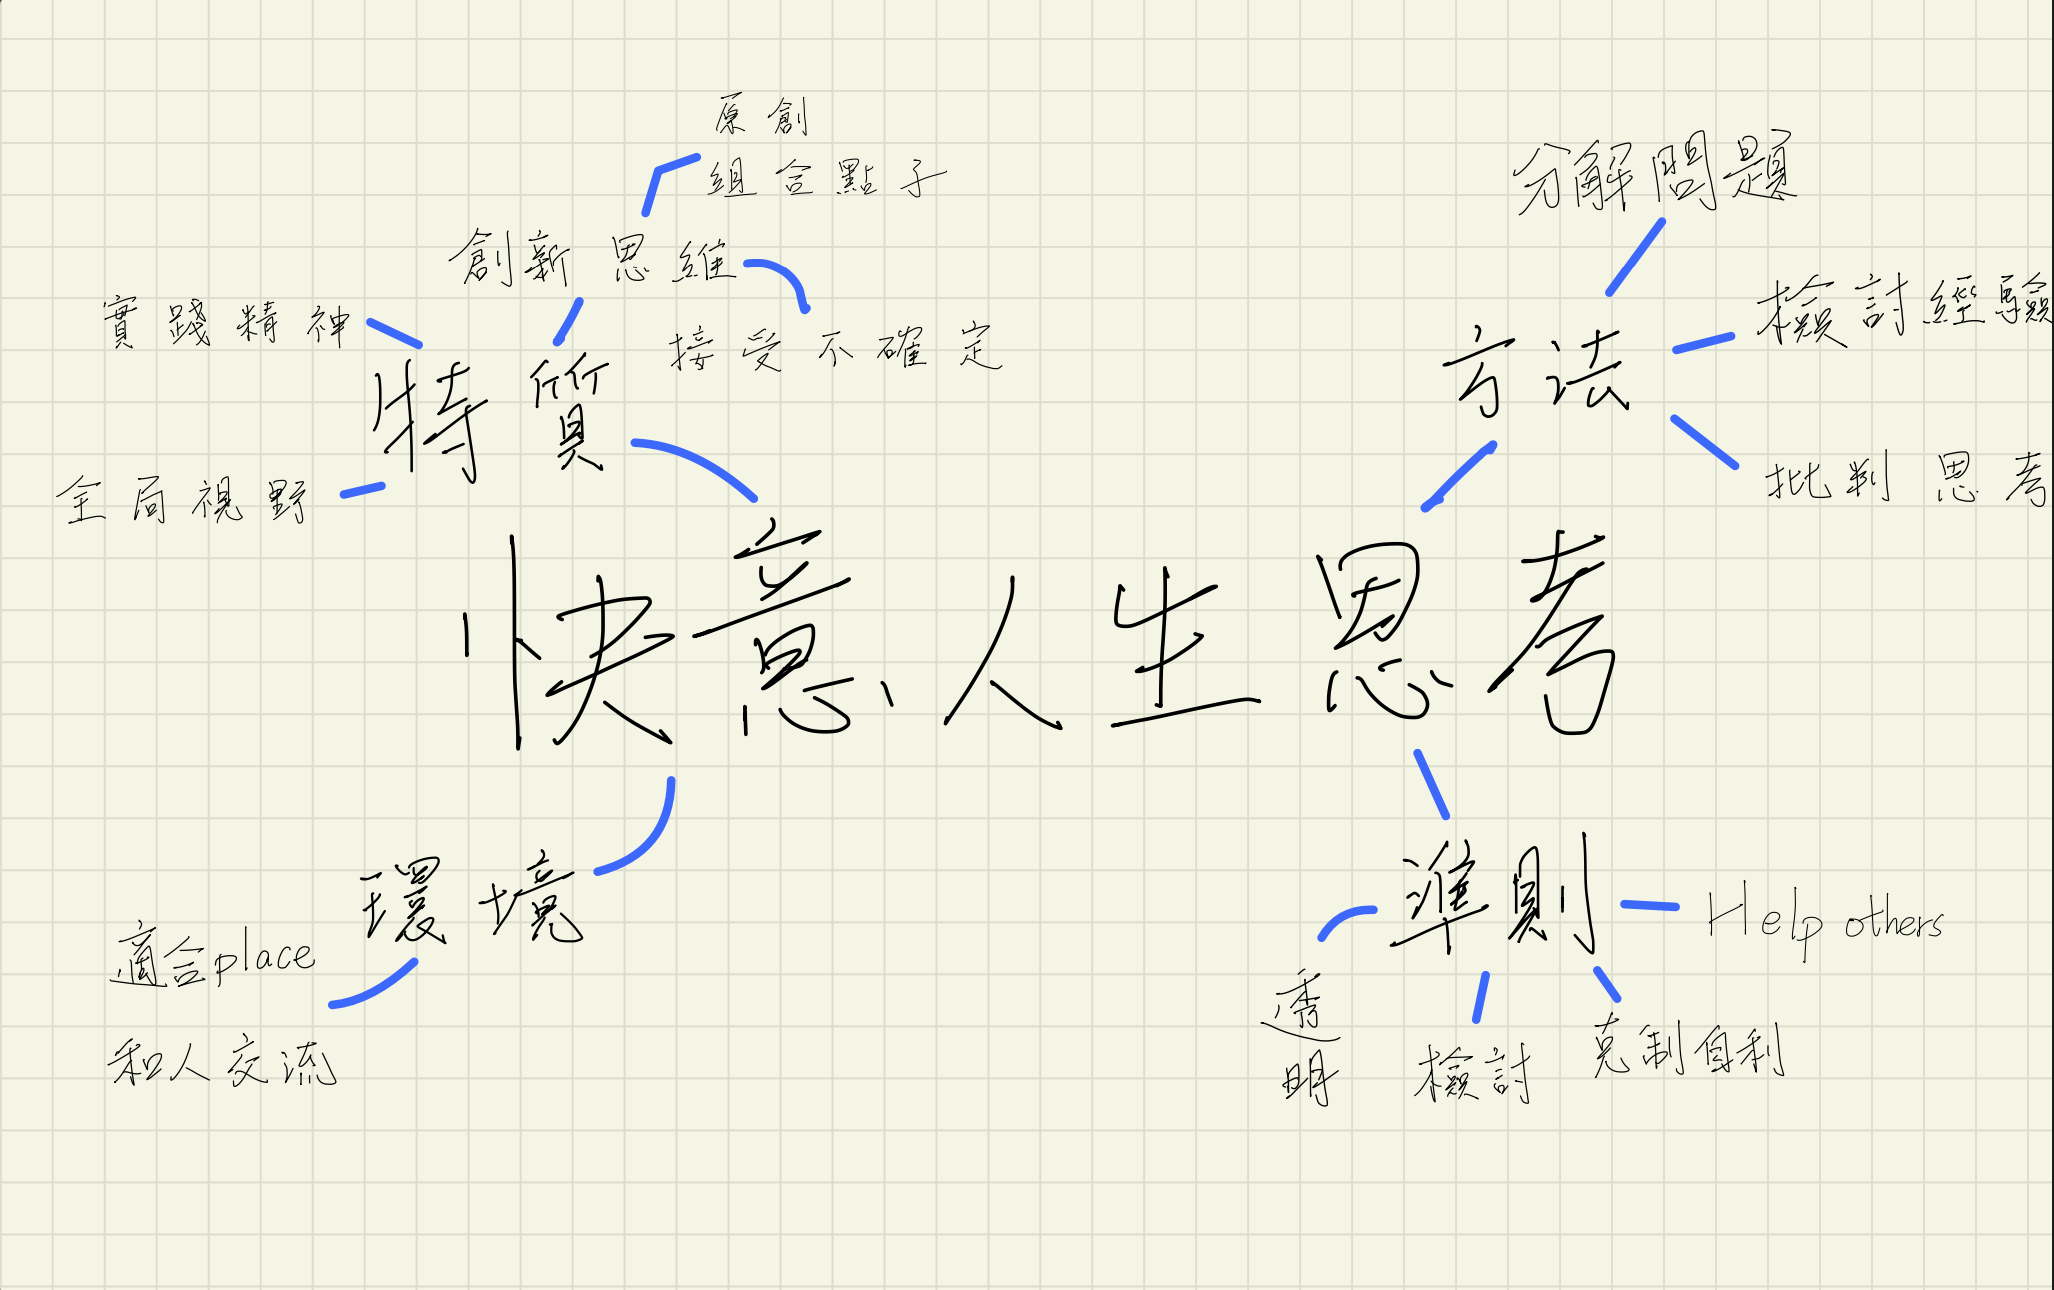 原創
組合點子
創新思維
接受不確定
實踐精神
特質
全局視野
分解問題
檢討經驗
方法
批判思考
快意人生思考
環境
適合place
和人交流
準則
Help others
透明
檢討
克制自利